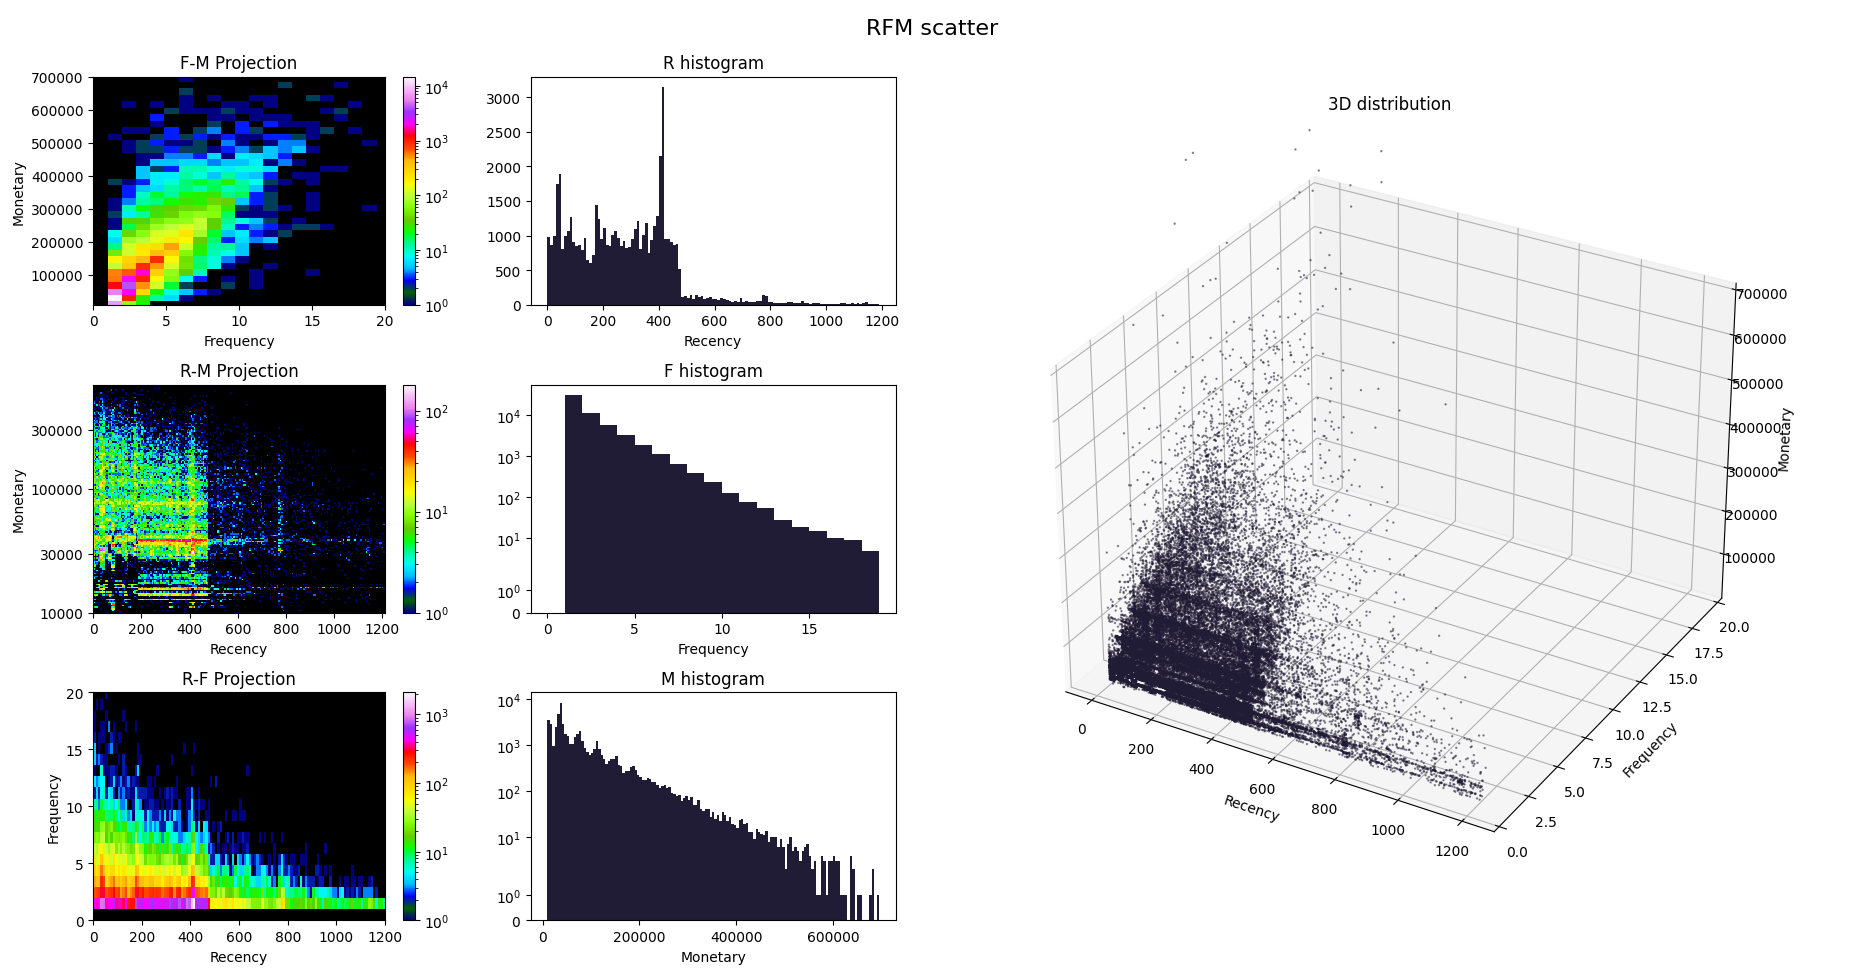 RFM scatter
F-M Projection
700000
600000
500000
400000
300000
200000
100000
Monetary
0 5 10 15 20
Frequency
10^4
10^3
10^2
10^1
10^0
R histogram
3000
2500
2000
1500
1000
500
0
0 200 400 600 800 1000 1200
Recency
R-M Projection
300000
100000
30000
10000
Monetary
0 200 400 600 800 1000 1200
Recency
10^2
10^1
10^0
F histogram
10^4
10^3
10^2
10^1
10^0
0
0 5 10 15
Frequency
R-F Projection
20
15
10
5
0
Frequency
0 200 400 600 800 1000 1200
Recency
10^3
10^2
10^1
10^0
M histogram
10^4
10^3
10^2
10^1
10^0
0
0 200000 400000 600000
Monetary
3D distribution
700000
600000
500000
400000
300000
200000
100000
Monetary
20.0
17.5
15.0
12.5
10.0
7.5
5.0
2.5
0.0
Frequency
0
200
400
600
800
1000
1200
Recency